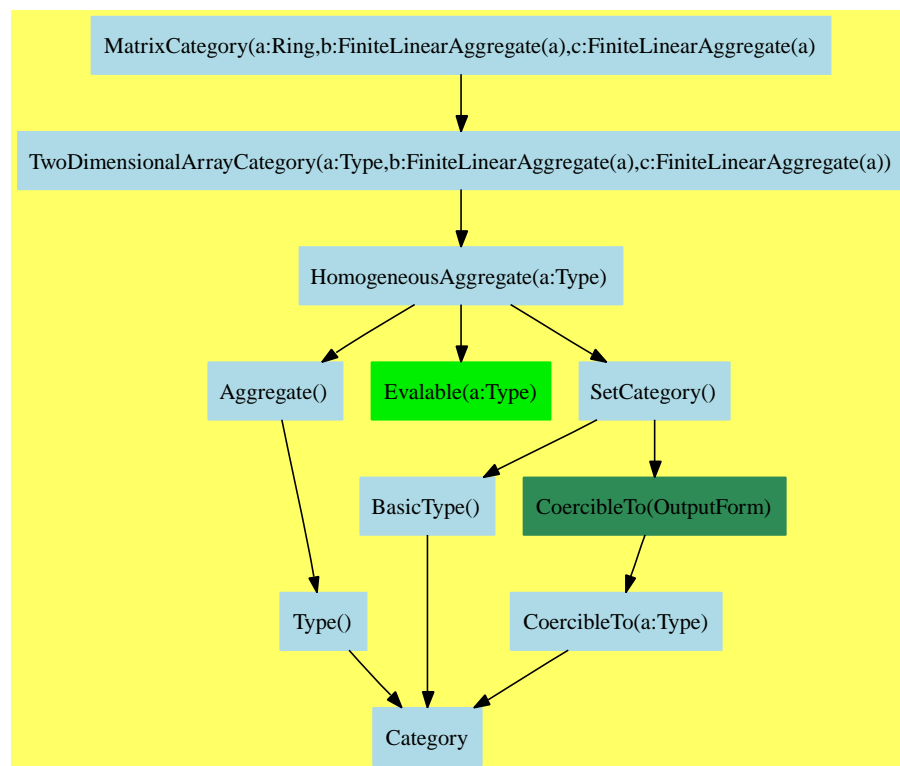 MatrixCategory(a:Ring,b:FiniteLinearAggregate(a),c:FiniteLinearAggregate(a)
TwoDimensionalArrayCategory(a:Type,b:FiniteLinearAggregate(a),c:FiniteLinearAggregate(a))
HomogeneousAggregate(a:Type)
Aggregate()
Evalable(a:Type)
SetCategory()
BasicType()
CoercibleTo(OutputForm)
Type()
CoercibleTo(a:Type)
Category